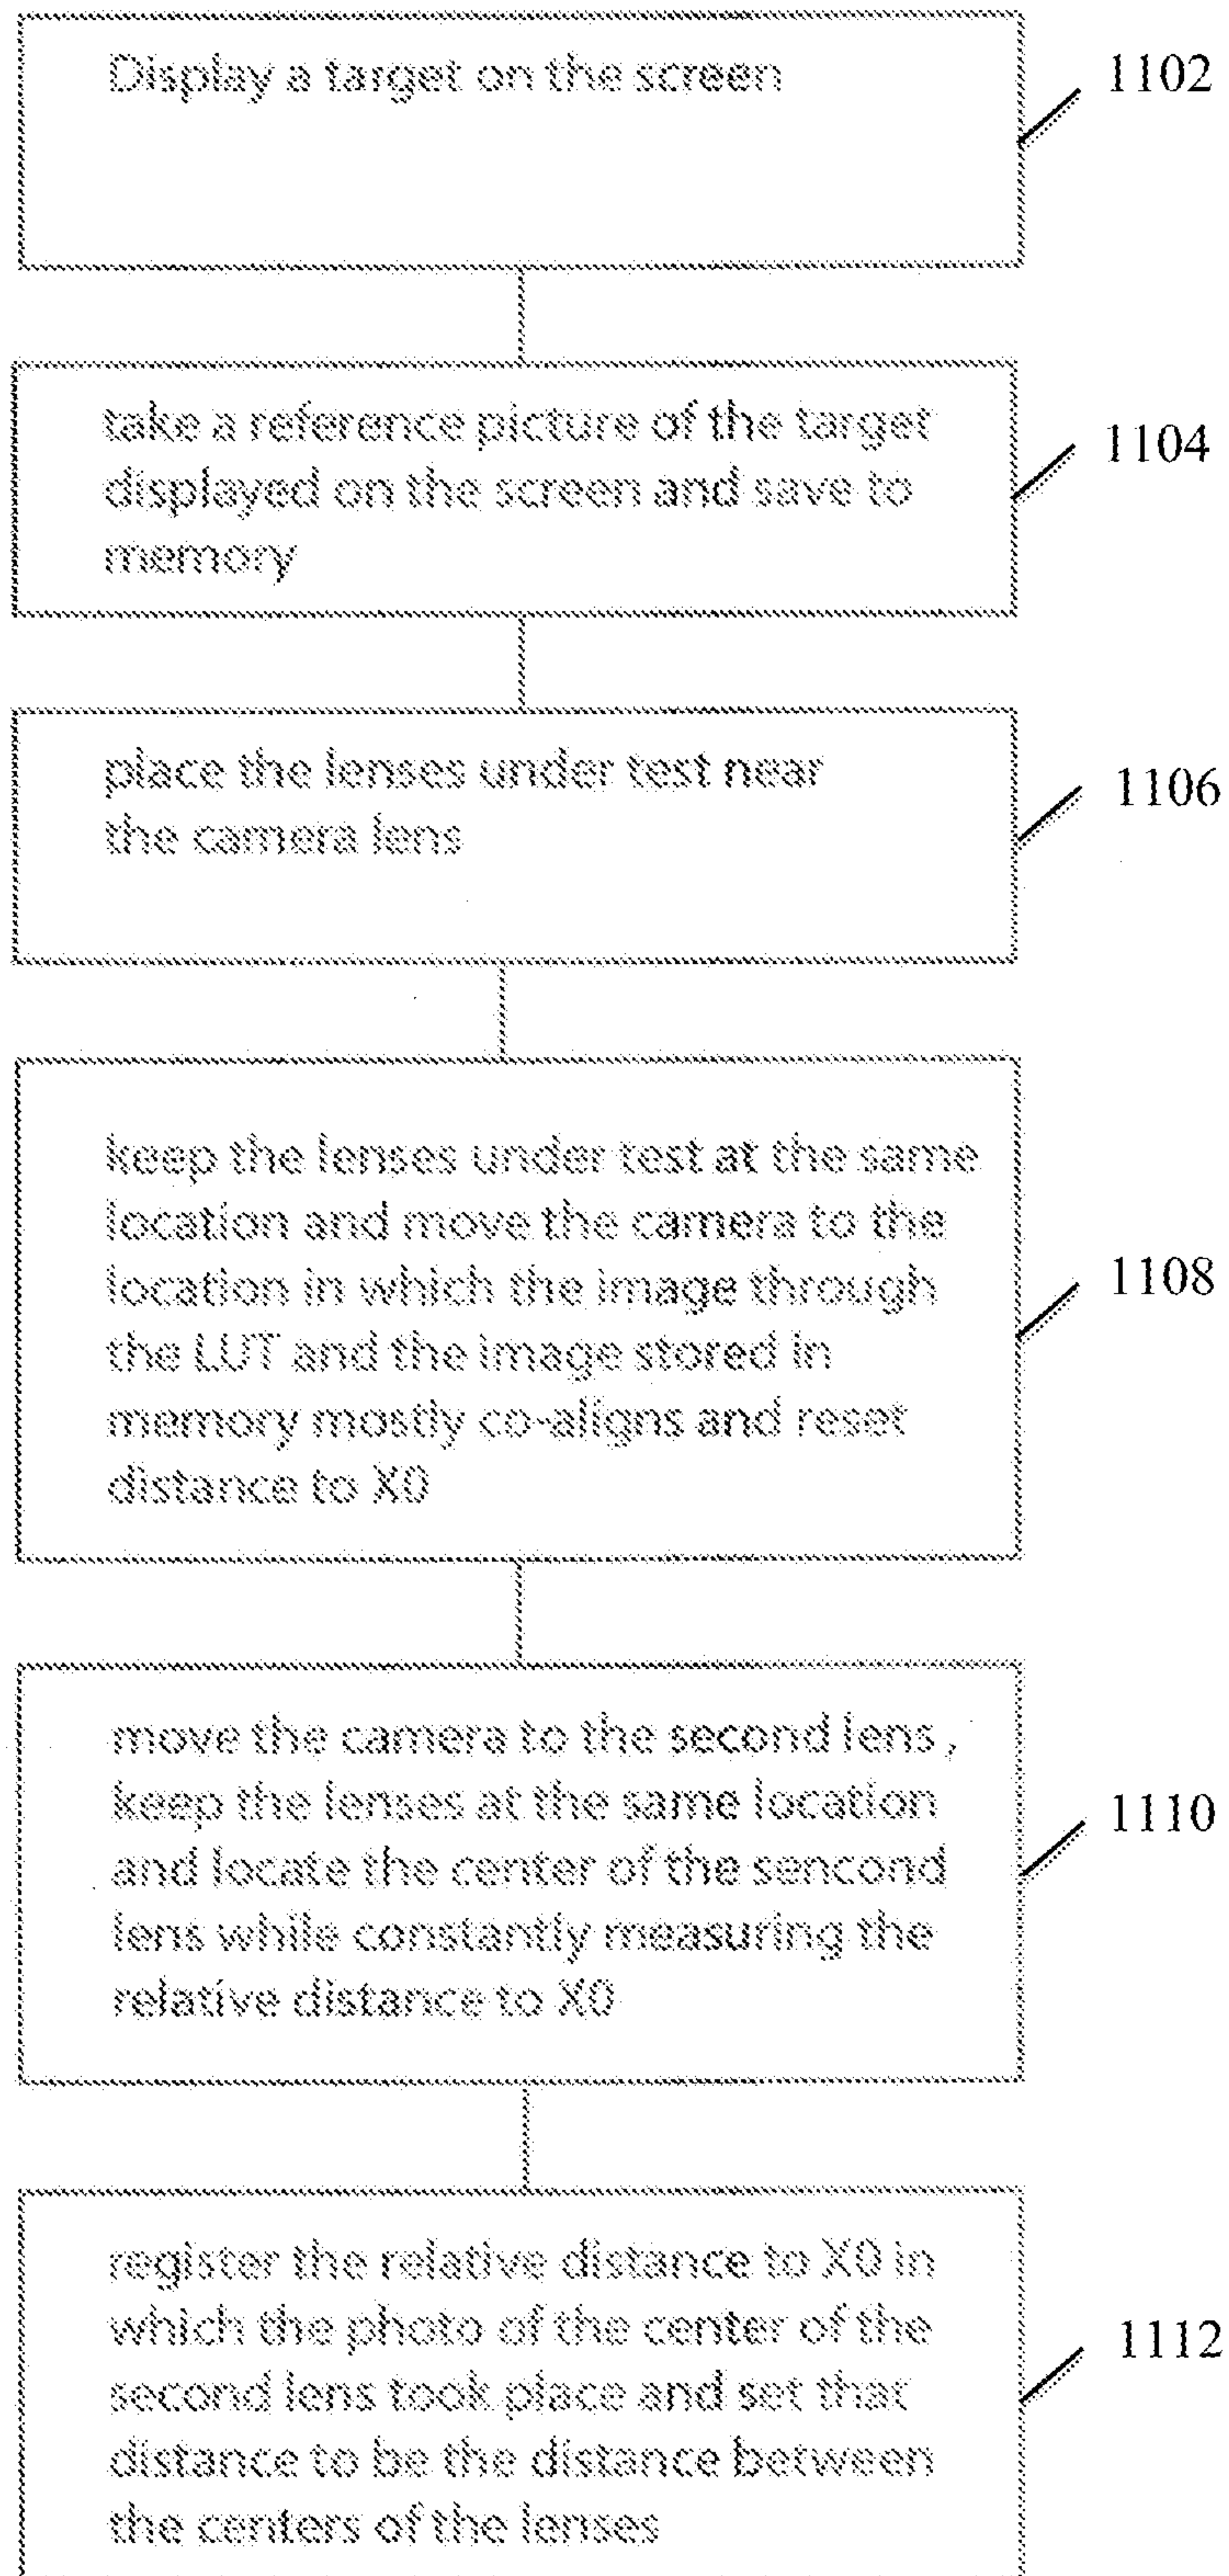 Display a target on the screen
1102
take a reference picture of the target
displayed on the screen and save to
memory
1104
place the lenses under test near
the camera lens
1106
keep the lenses under test at the same
location and move the camera to the
location in which the image through
the LUT and the image stored in
memory mostly co-aligns and reset
distance to X0
1108
move the camera to the second lens,
keep the lenses at the same location
and locate the center of the sencond
lens while constantly measuring the
relative distance to X0
1110
register the relative distance to X0 in
which the photo of the center of the
second lens took place and set that
distance to be the distance between
the centers of the lenses
1112